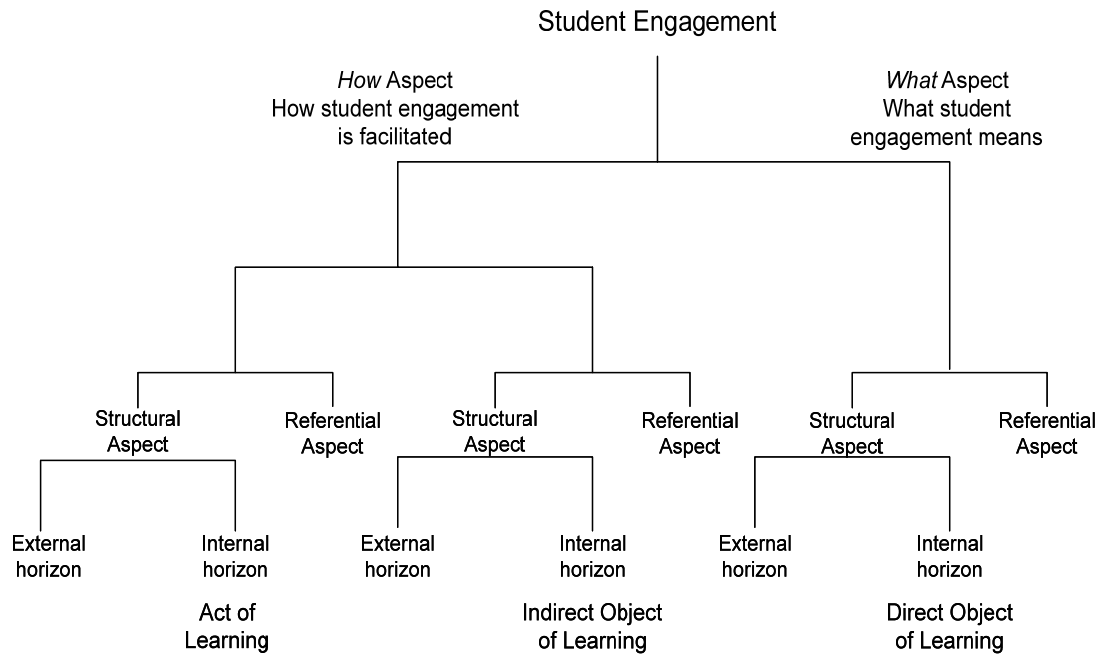 Student Engagement
How Aspect
How student engagement
is facilitated
What Aspect
What student
engagement means
Structural
Aspect
Referential
Aspect
Structural
Aspect
Referential
Aspect
Structural
Aspect
Referential
Aspect
External
horizon
Internal
horizon
External
horizon
Internal
horizon
External
horizon
Internal
horizon
Act of
Learning
Indirect Object
of Learning
Direct Object
of Learning